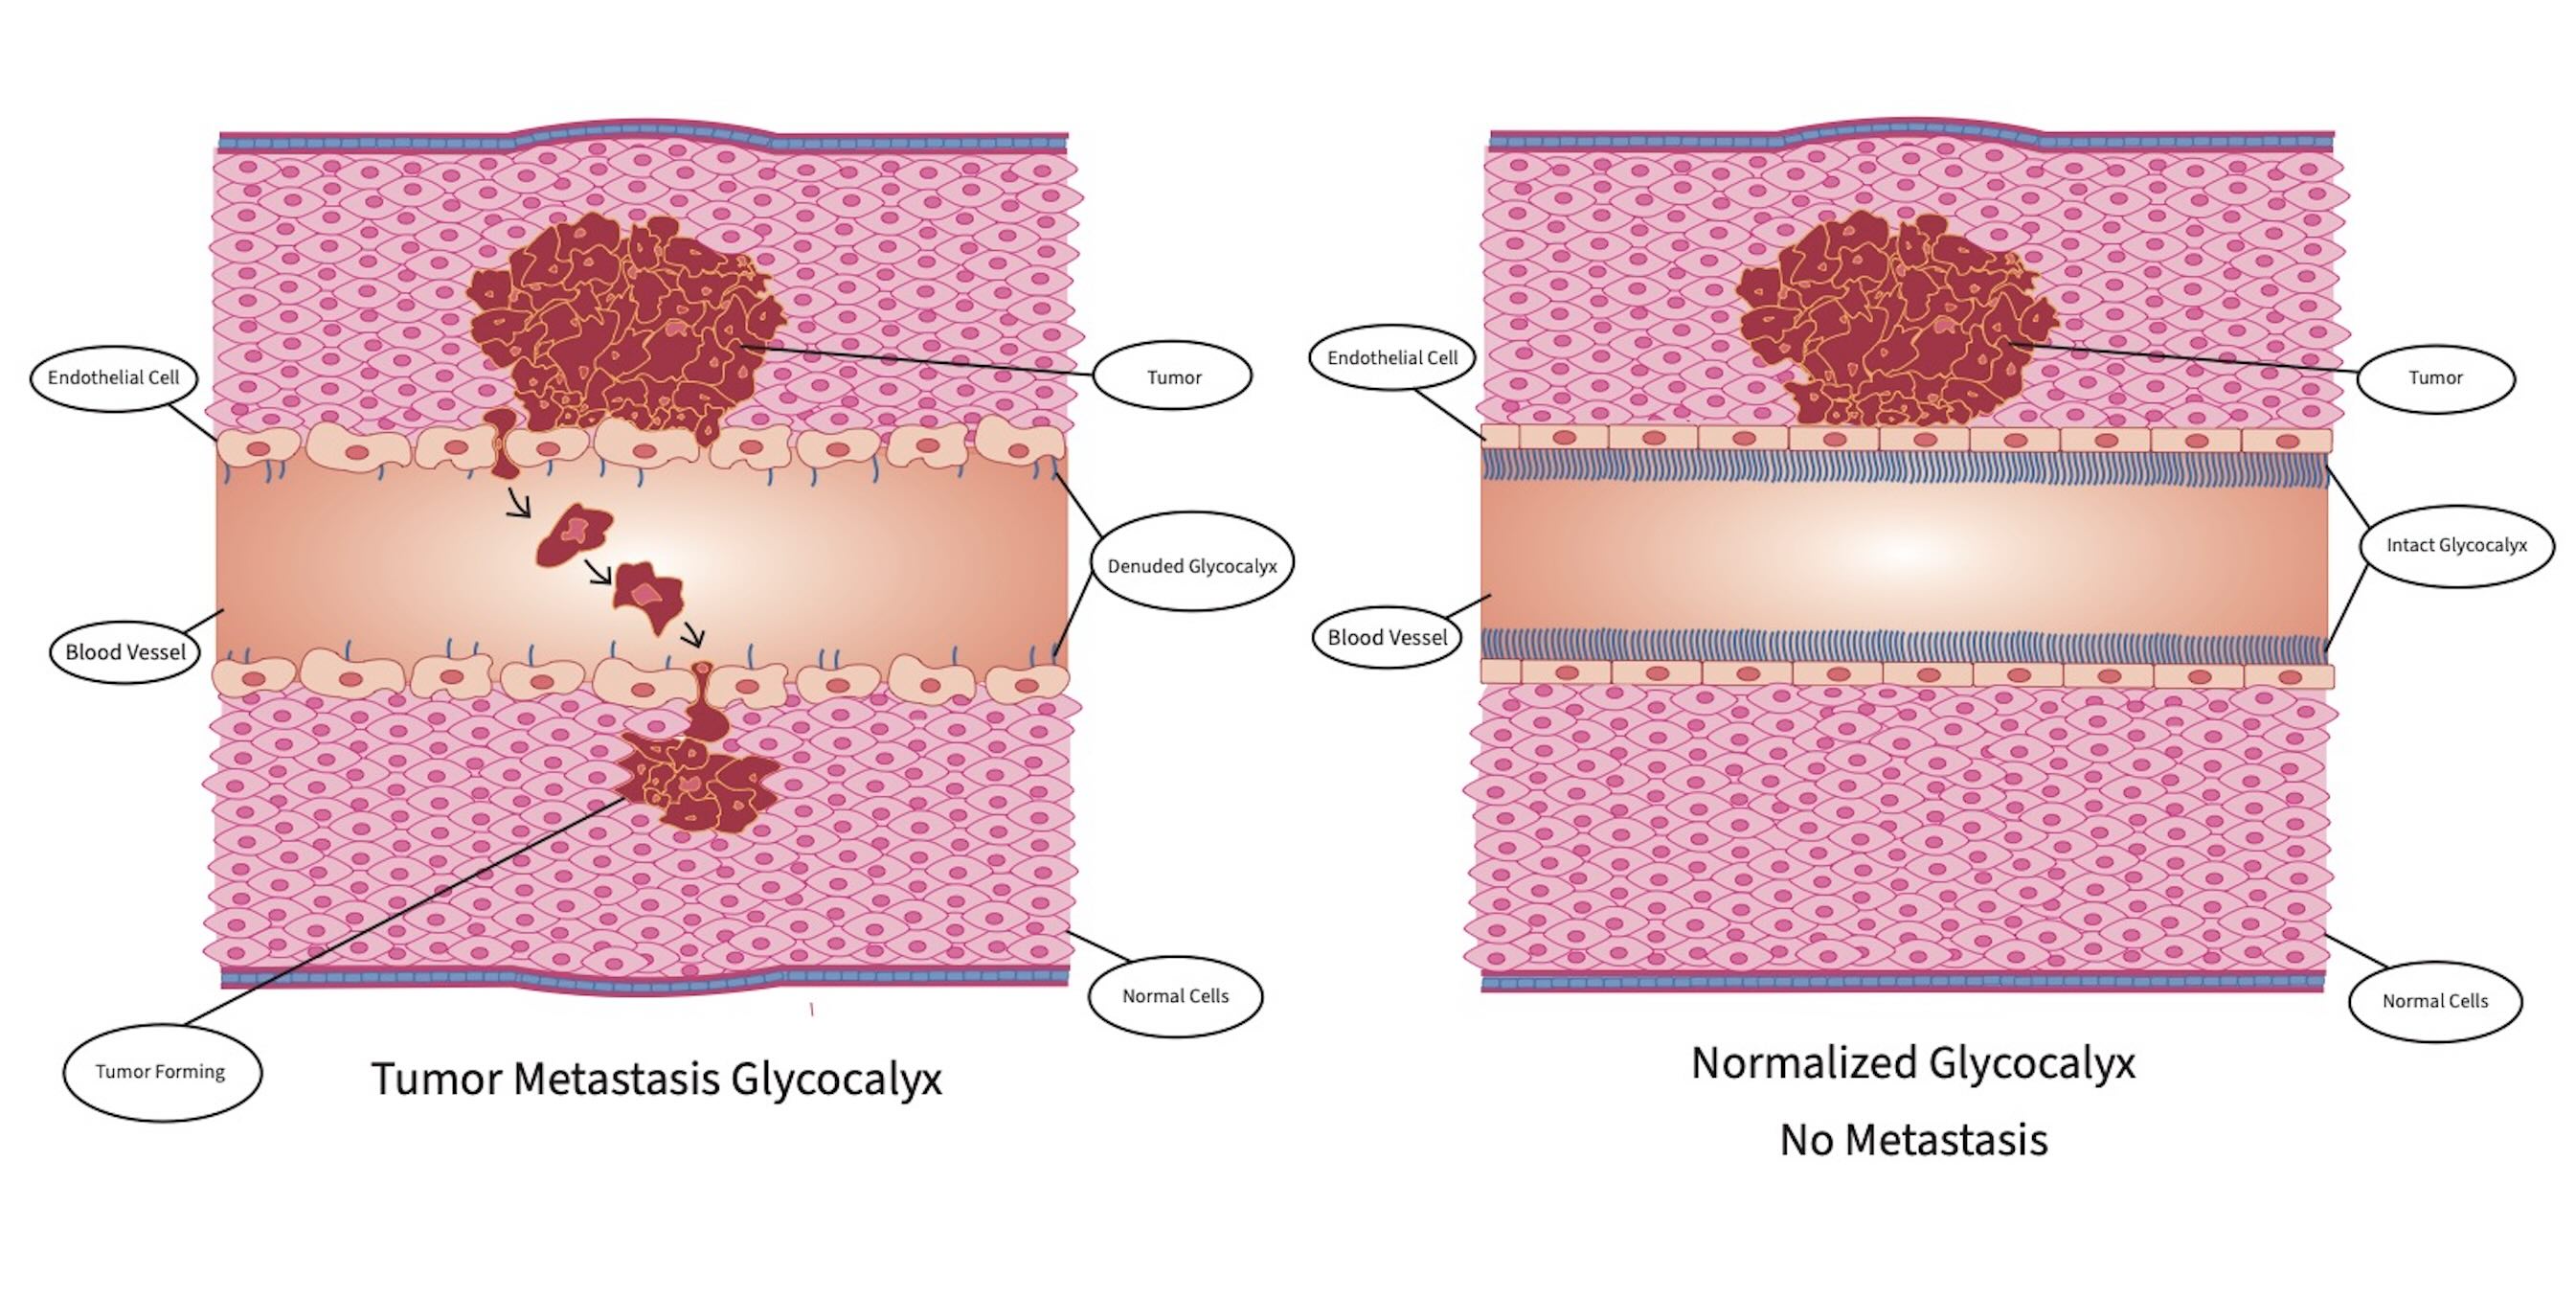 Endothelial Cell
Tumor
Denuded Glycocalyx
Blood Vessel
Normal Cells
Tumor Forming
Tumor Metastasis Glycocalyx
Endothelial Cell
Tumor
Intact Glycocalyx
Blood Vessel
Normal Cells
Normalized Glycocalyx
No Metastasis